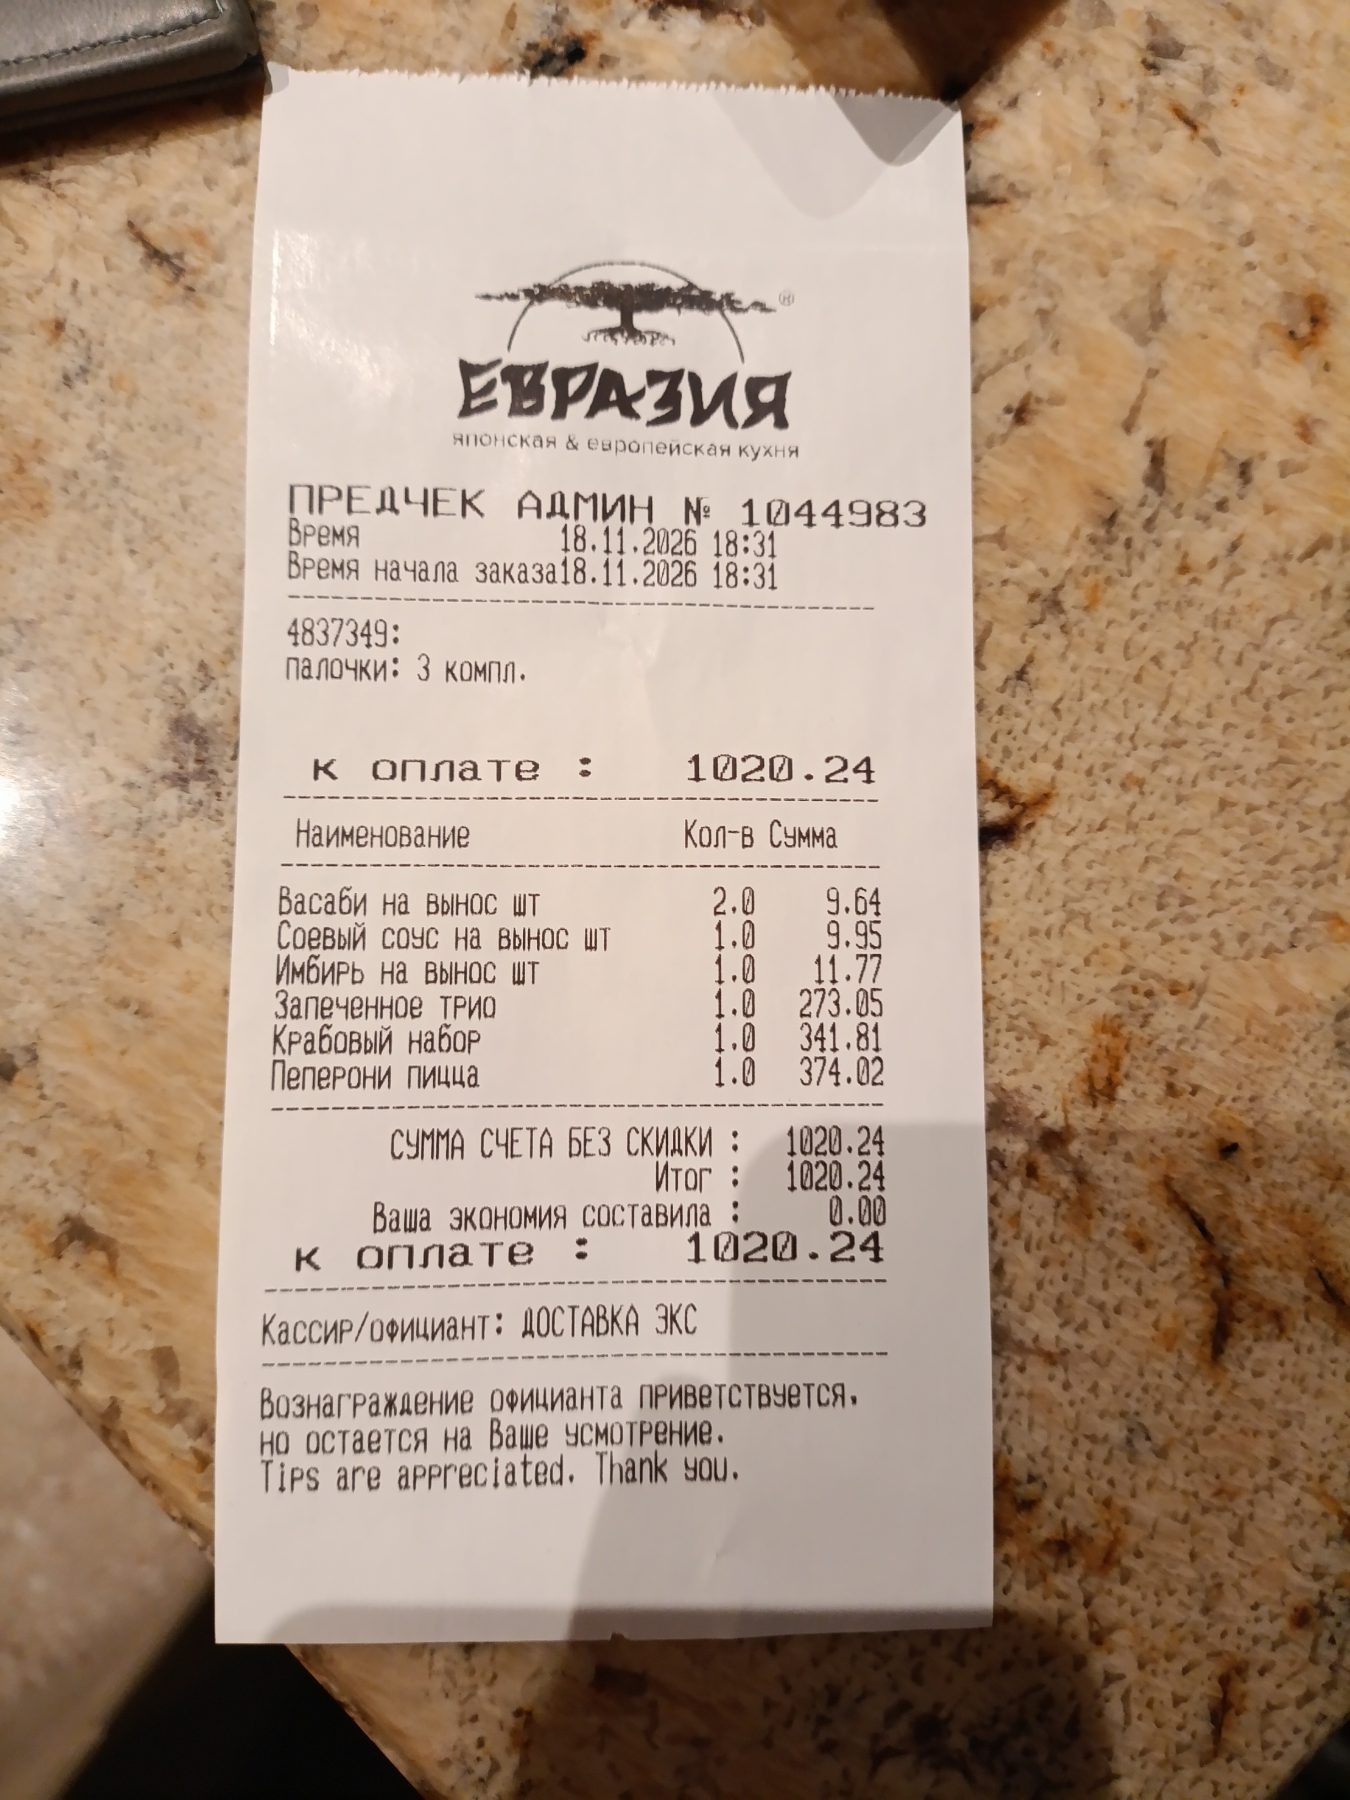 ®
ЕВРАЗИЯ
японская & европейская кухня
ПРЕДЧЕК АДМИН № 1044983
Время 18.11.2026 18:31
Время начала заказа18.11.2026 18:31
4837349:
палочки: 3 компл.
к оплате : 1020.24
Наименование Кол-в Сумма
Васаби на вынос шт 2.0 9.64
Соевый соус на вынос шт 1.0 9.95
Имбирь на вынос шт 1.0 11.77
Запеченное трио 1.0 273.05
Крабовый набор 1.0 341.81
Пеперони пицца 1.0 374.02
СУММА СЧЕТА БЕЗ СКИДКИ : 1020.24
Итог : 1020.24
Ваша экономия составила : 0.00
к оплате : 1020.24
Кассир/официант: ДОСТАВКА ЭКС
Вознаграждение официанта приветствуется,
но остается на Ваше усмотрение.
Tips are appreciated. Thank you.